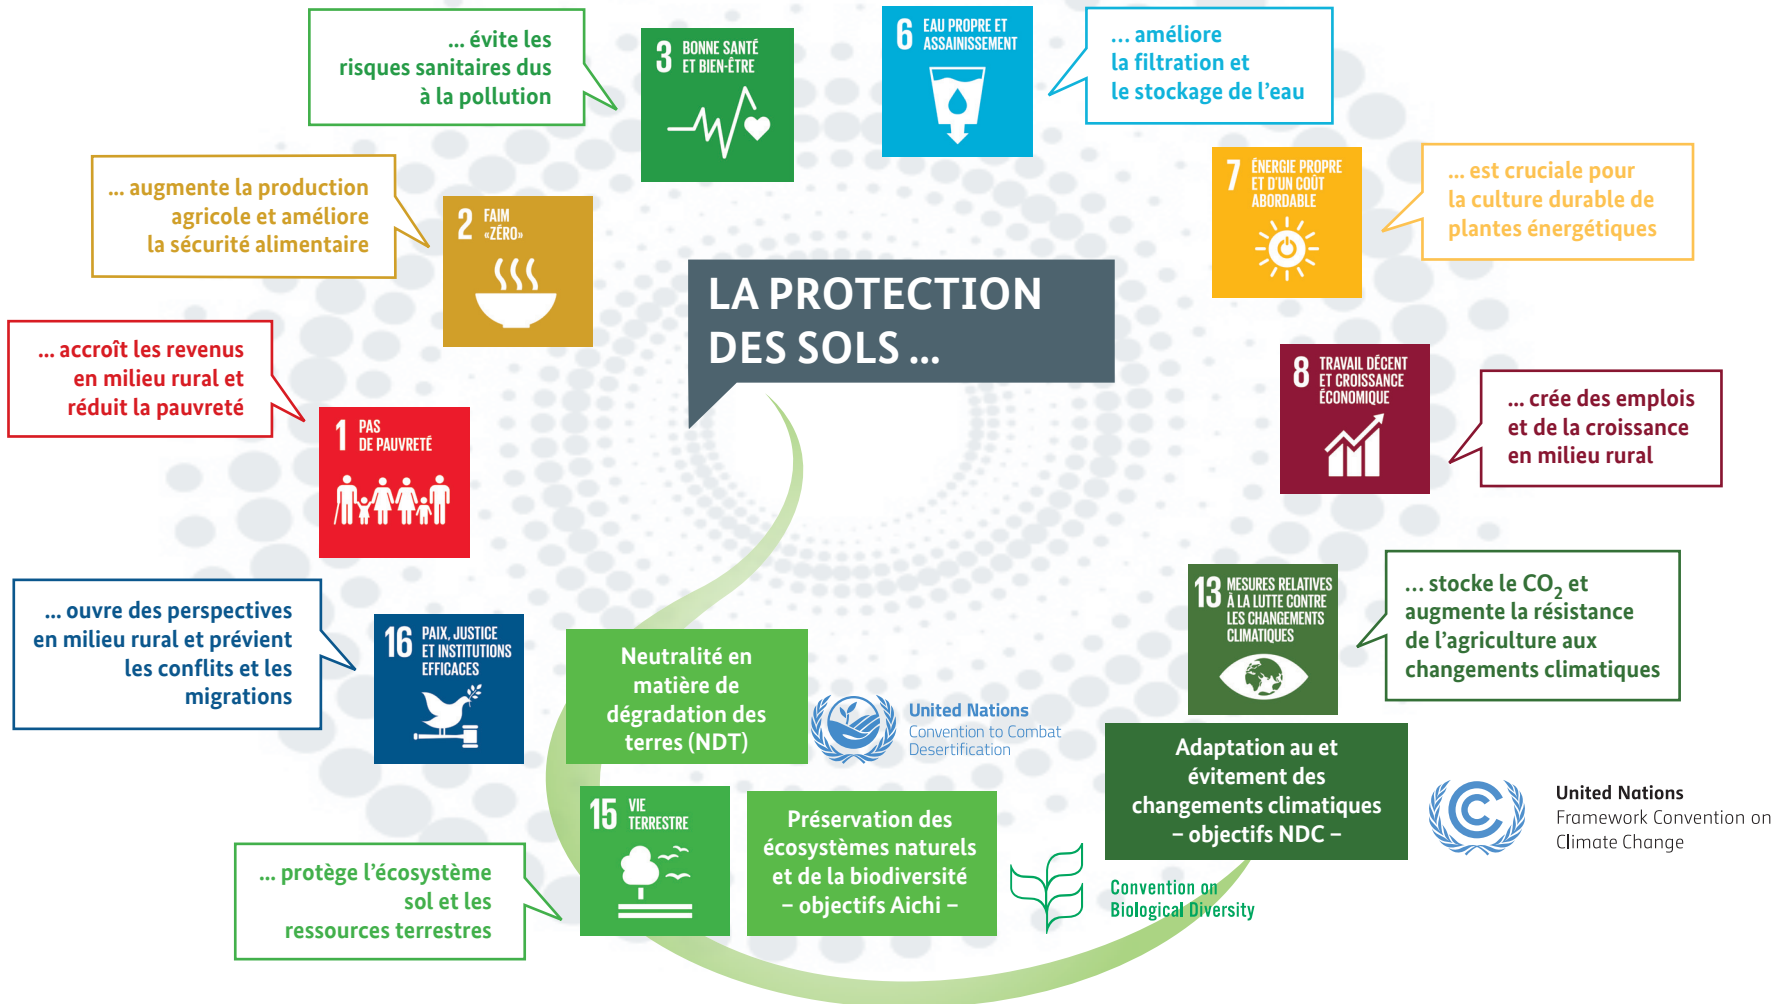 ... évite les
risques sanitaires dus
à la pollution
3 BONNE SANTÉ
ET BIEN-ÊTRE
6 EAU PROPRE ET
ASSAINISSEMENT
... améliore
la filtration et
le stockage de l'eau
... augmente la production
agricole et améliore
la sécurité alimentaire
2 FAIM
«ZÉRO»
7 ÉNERGIE PROPRE
ET D'UN COÛT
ABORDABLE
... est cruciale pour
la culture durable de
plantes énergétiques
LA PROTECTION
DES SOLS ...
... accroît les revenus
en milieu rural et
réduit la pauvreté
1 PAS
DE PAUVRETÉ
8 TRAVAIL DÉCENT
ET CROISSANCE
ÉCONOMIQUE
... crée des emplois
et de la croissance
en milieu rural
... ouvre des perspectives
en milieu rural et prévient
les conflits et les
migrations
16 PAIX, JUSTICE
ET INSTITUTIONS
EFFICACES
Neutralité en
matière de
dégradation des
terres (NDT)
United Nations
Convention to Combat
Desertification
13 MESURES RELATIVES
À LA LUTTE CONTRE
LES CHANGEMENTS
CLIMATIQUES
... stocke le CO₂ et
augmente la résistance
de l'agriculture aux
changements climatiques
Adaptation au et
évitement des
changements climatiques
– objectifs NDC –
United Nations
Framework Convention on
Climate Change
... protège l'écosystème
sol et les
ressources terrestres
15 VIE
TERRESTRE
Préservation des
écosystèmes naturels
et de la biodiversité
– objectifs Aichi –
Convention on
Biological Diversity